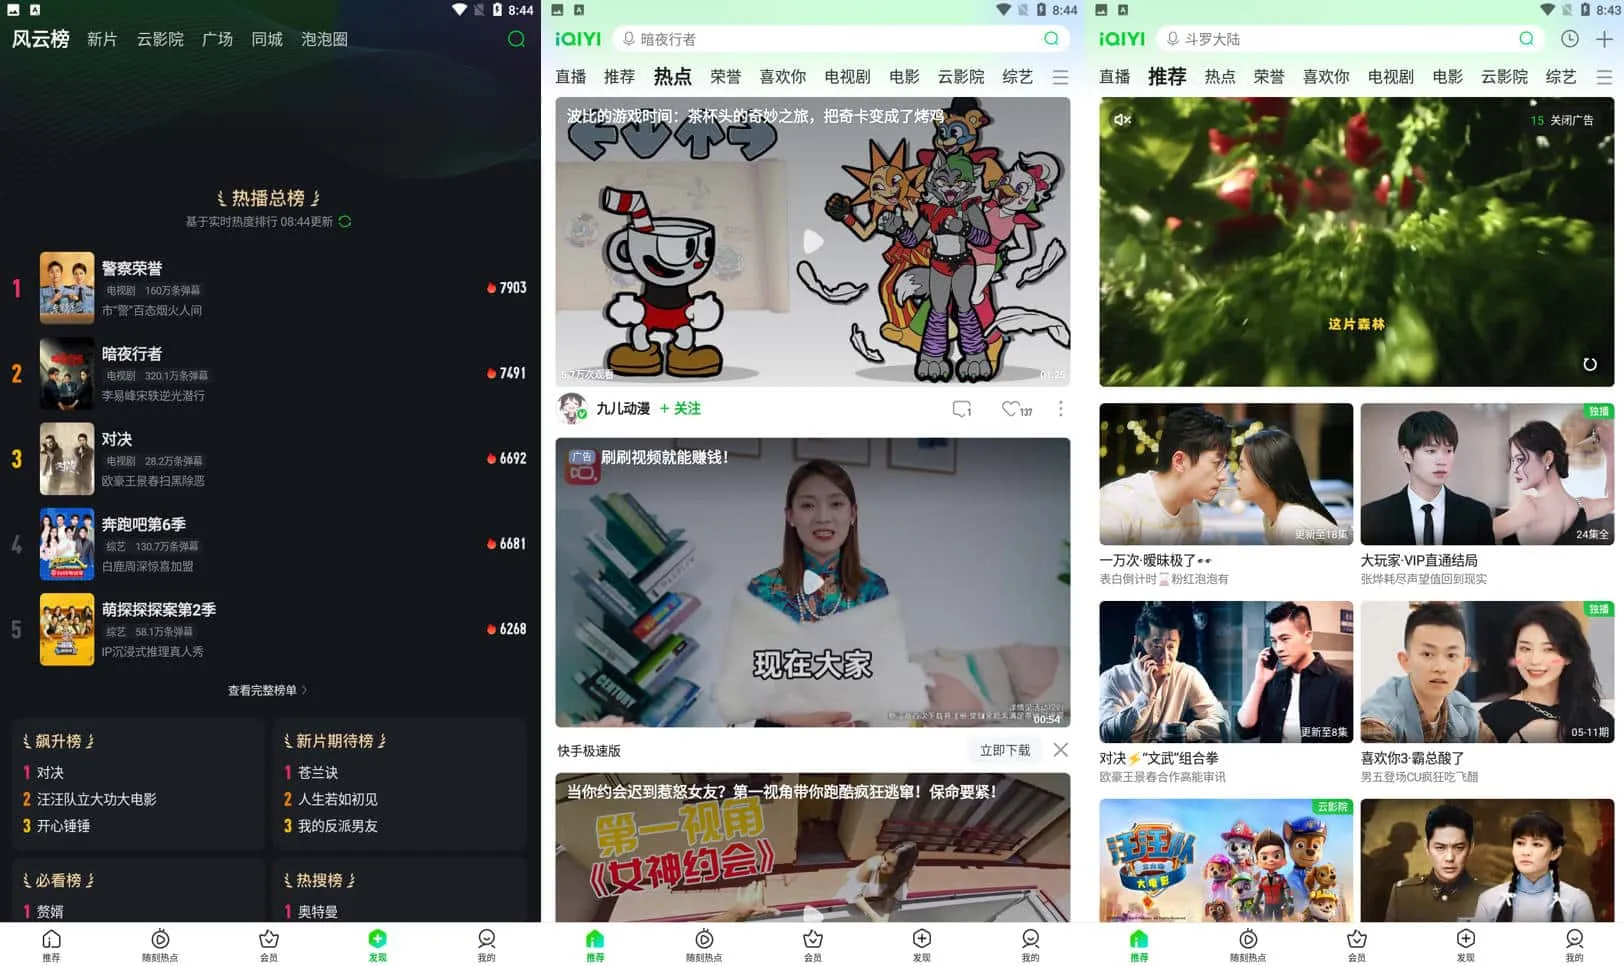 8:44
风云榜 新片 云影院 广场 同城 泡泡圈
热播总榜
基于实时热度排行 08:44更新
1
警察荣誉
电视剧 160万条弹幕
市“警”百态烟火人间
7903
2
暗夜行者
电视剧 320.1万条弹幕
李易峰宋轶逆光潜行
7491
3
对决
电视剧 28.2万条弹幕
欧豪王景春扫黑除恶
6692
4
奔跑吧第6季
综艺 130.7万条弹幕
白鹿周深惊喜加盟
6681
5
萌探探探案第2季
综艺 58.1万条弹幕
IP沉浸式推理真人秀
6268
查看完整榜单
飙升榜
1 对决
2 汪汪队立大功大电影
3 开心锤锤
新片期待榜
1 苍兰诀
2 人生若如初见
3 我的反派男友
必看榜
1 赘婿
热搜榜
1 奥特曼
推荐 随刻热点 会员 发现 我的
8:44
iQIYI 暗夜行者
直播 推荐 热点 荣誉 喜欢你 电视剧 电影 云影院 综艺
波比的游戏时间：茶杯头的奇妙之旅，把奇卡变成了烤鸡
6.7万次观看 01:25
九儿动漫 + 关注 1 137
广告 刷刷视频就能赚钱！
CENTURY
现在大家
00:54
快手极速版 立即下载
当你约会迟到惹怒女友？第一视角带你跑酷疯狂逃窜！保命要紧！
第一视角
《女神约会》
推荐 随刻热点 会员 发现 我的
8:43
iQIYI 斗罗大陆
直播 推荐 热点 荣誉 喜欢你 电视剧 电影 云影院 综艺
15 关闭广告
这片森林
更新至18集
一万次·暧昧极了
表白倒计时⏳粉红泡泡有
独播
24集全
大玩家·VIP直通结局
张烨耗尽声望值回到现实
更新至8集
对决⚡“文武”组合拳
欧豪王景春合作高能审讯
独播
05-11期
喜欢你3·霸总酸了
男五登场CU疯狂吃飞醋
云影院
汪汪队
立大功
大电影
推荐 随刻热点 会员 发现 我的